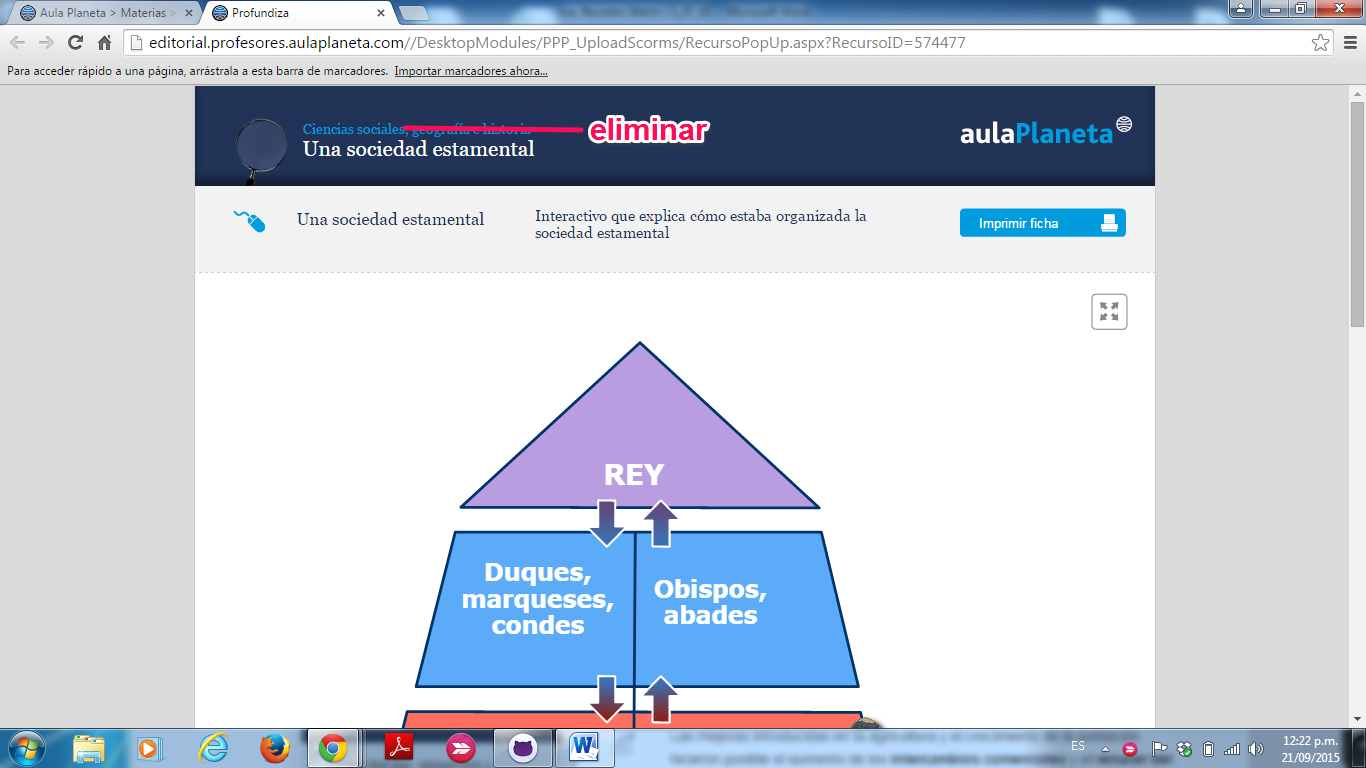 Aula Planeta > Materias >
Profundiza
editorial.profesores.aulaplaneta.com//DesktopModules/PPP_UploadScorms/RecursoPopUp.aspx?RecursoID=574477
Para acceder rápido a una página, arrástrala a esta barra de marcadores. Importar marcadores ahora...
Ciencias sociales, geografía e historia
eliminar
Una sociedad estamental
aulaPlaneta
Una sociedad estamental
Interactivo que explica cómo estaba organizada la
sociedad estamental
Imprimir ficha
REY
Duques,
marqueses,
condes
Obispos,
abades
ES
12:22 p.m.
21/09/2015